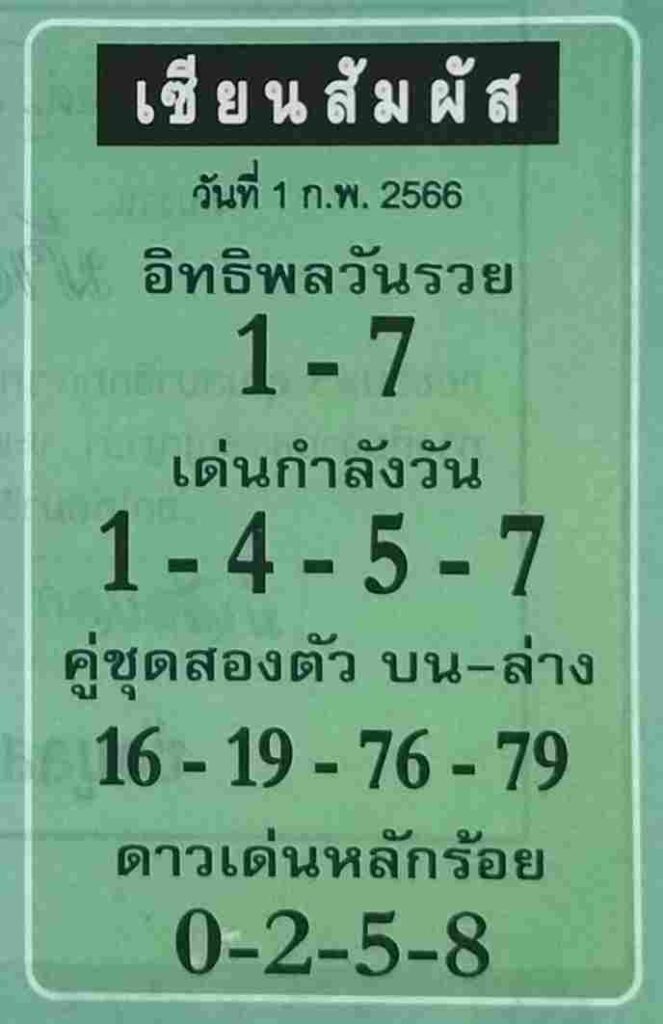 เซียนสัมผัส
วันที่ 1 ก.พ. 2566
อิทธิพลวันรวย
1 - 7
เด่นกำลังวัน
1 - 4 - 5 - 7
คู่ชุดสองตัว บน-ล่าง
16 - 19 - 76 - 79
ดาวเด่นหลักร้อย
0-2-5-8